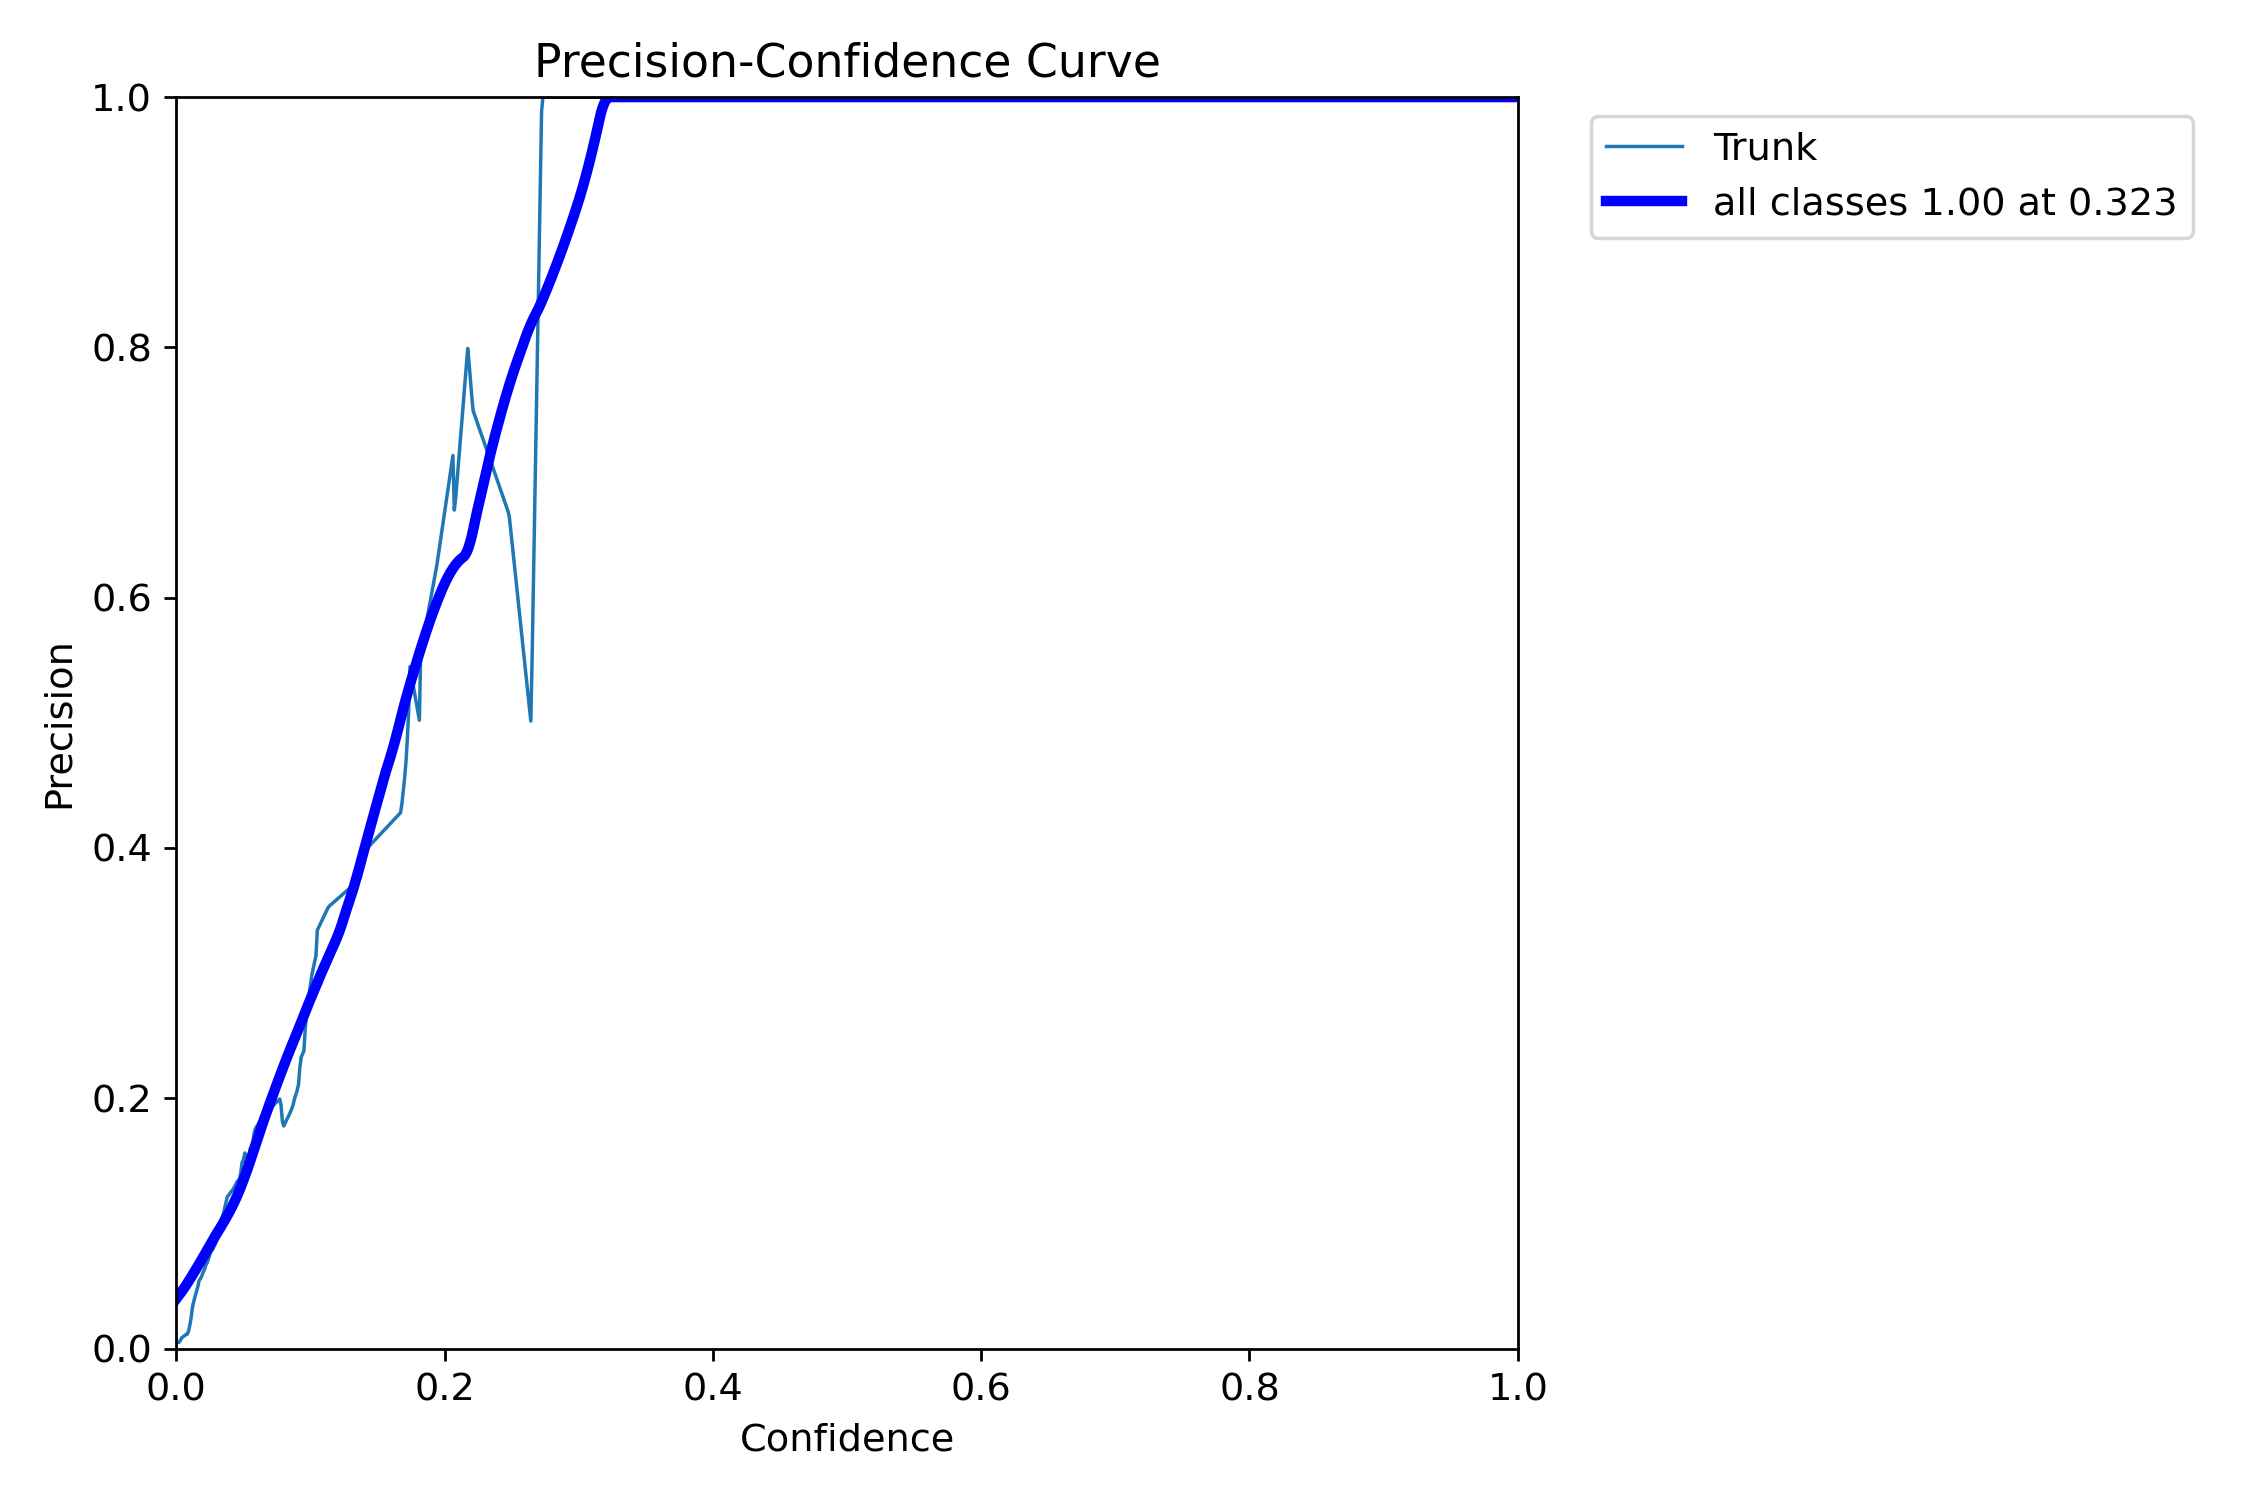 Precision-Confidence Curve
1.0
0.8
0.6
0.4
0.2
0.0
Precision
0.0 0.2 0.4 0.6 0.8 1.0
Confidence
Trunk
all classes 1.00 at 0.323